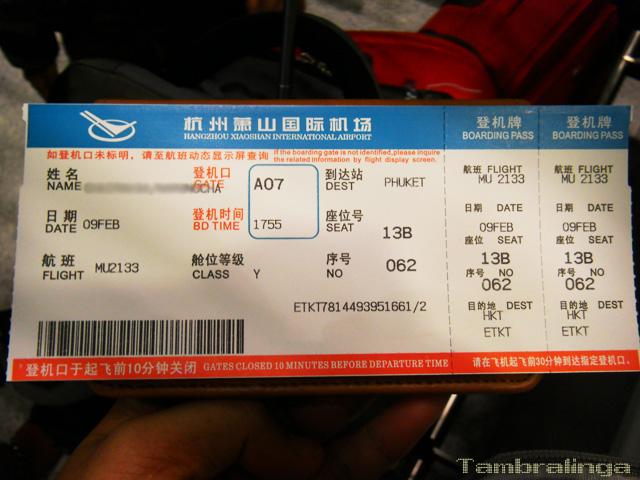 杭州萧山国际机场
HANGZHOU XIAOSHAN INTERNATIONAL AIRPORT
登机牌
BOARDING PASS
登机牌
BOARDING PASS
如登机口未标明，请至航班动态显示屏查询
If the boarding gate is not identified,please inquire
the related information by flight display screen.
姓名
NAME
登机口
GATE A07
到达站
DEST PHUKET
日期
DATE 09FEB
登机时间
BD TIME 1755
座位号
SEAT 13B
航班
FLIGHT MU2133
舱位等级
CLASS Y
序号
NO 062
ETKT7814493951661/2
登机口于起飞前10分钟关闭 GATES CLOSED 10 MINUTES BEFORE DEPARTURE TIME
航班 FLIGHT
MU 2133
日期 DATE
09FEB
座位 SEAT
13B
序号 NO
062
目的地 DEST
HKT
ETKT
航班 FLIGHT
MU 2133
日期 DATE
09FEB
座位 SEAT
13B
序号 NO
062
目的地 DEST
HKT
ETKT
请在飞机起飞前30分钟到达指定登机口.
Tambralinga